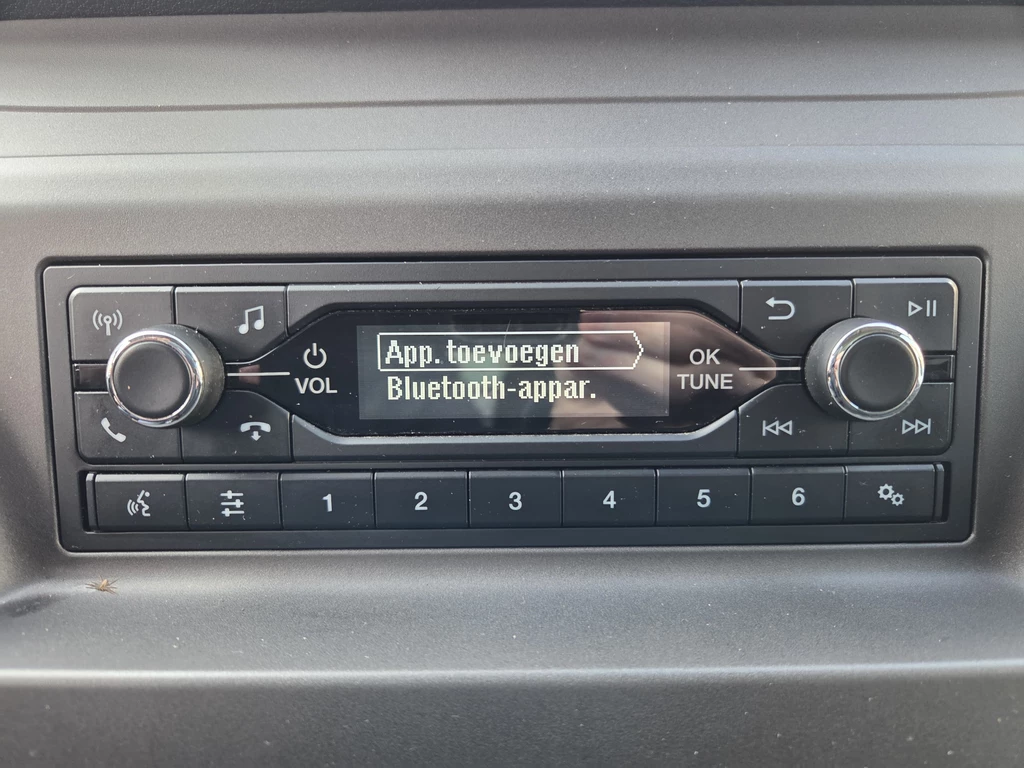 App. toevoegen
Bluetooth-appar.
VOL
OK
TUNE
1 2 3 4 5 6